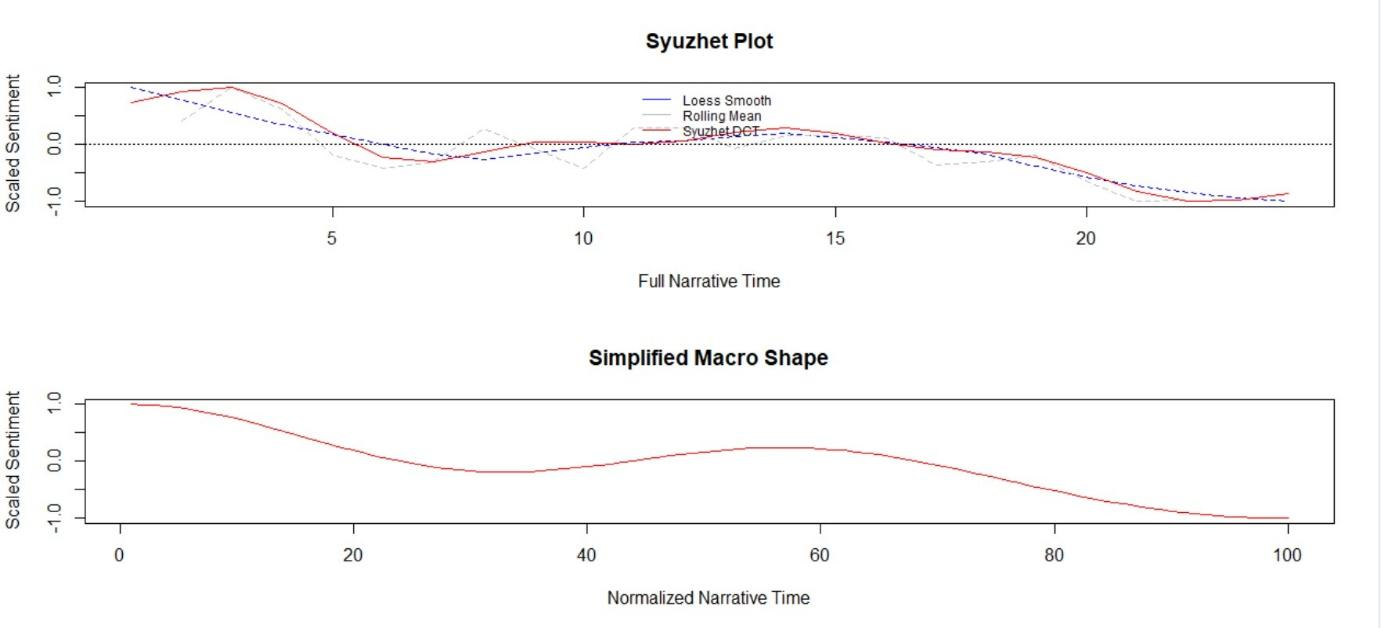 Syuzhet Plot
Scaled Sentiment
1.0
0.0
-1.0
Loess Smooth
Rolling Mean
Syuzhet DCT
5
10
15
20
Full Narrative Time
Simplified Macro Shape
Scaled Sentiment
1.0
0.0
-1.0
0
20
40
60
80
100
Normalized Narrative Time